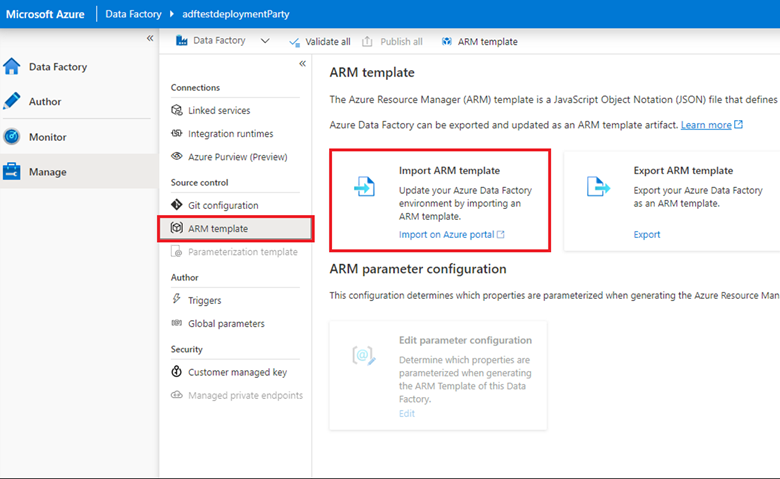 Microsoft Azure
Data Factory
adftestdeploymentParty
Data Factory
Author
Monitor
Manage
Data Factory
Validate all
Publish all
ARM template
Connections
Linked services
Integration runtimes
Azure Purview (Preview)
Source control
Git configuration
ARM template
Parameterization template
Author
Triggers
Global parameters
Security
Customer managed key
Managed private endpoints
ARM template
The Azure Resource Manager (ARM) template is a JavaScript Object Notation (JSON) file that defines
Azure Data Factory can be exported and updated as an ARM template artifact. Learn more
Import ARM template
Update your Azure Data Factory
environment by importing an
ARM template.
Import on Azure portal
Export ARM template
Export your Azure Data Factory
as an ARM template.
Export
ARM parameter configuration
This configuration determines which properties are parameterized when generating the Azure Resource Man
Edit parameter configuration
Determine which properties are
parameterized when generating
the ARM Template of this Data
Factory.
Edit